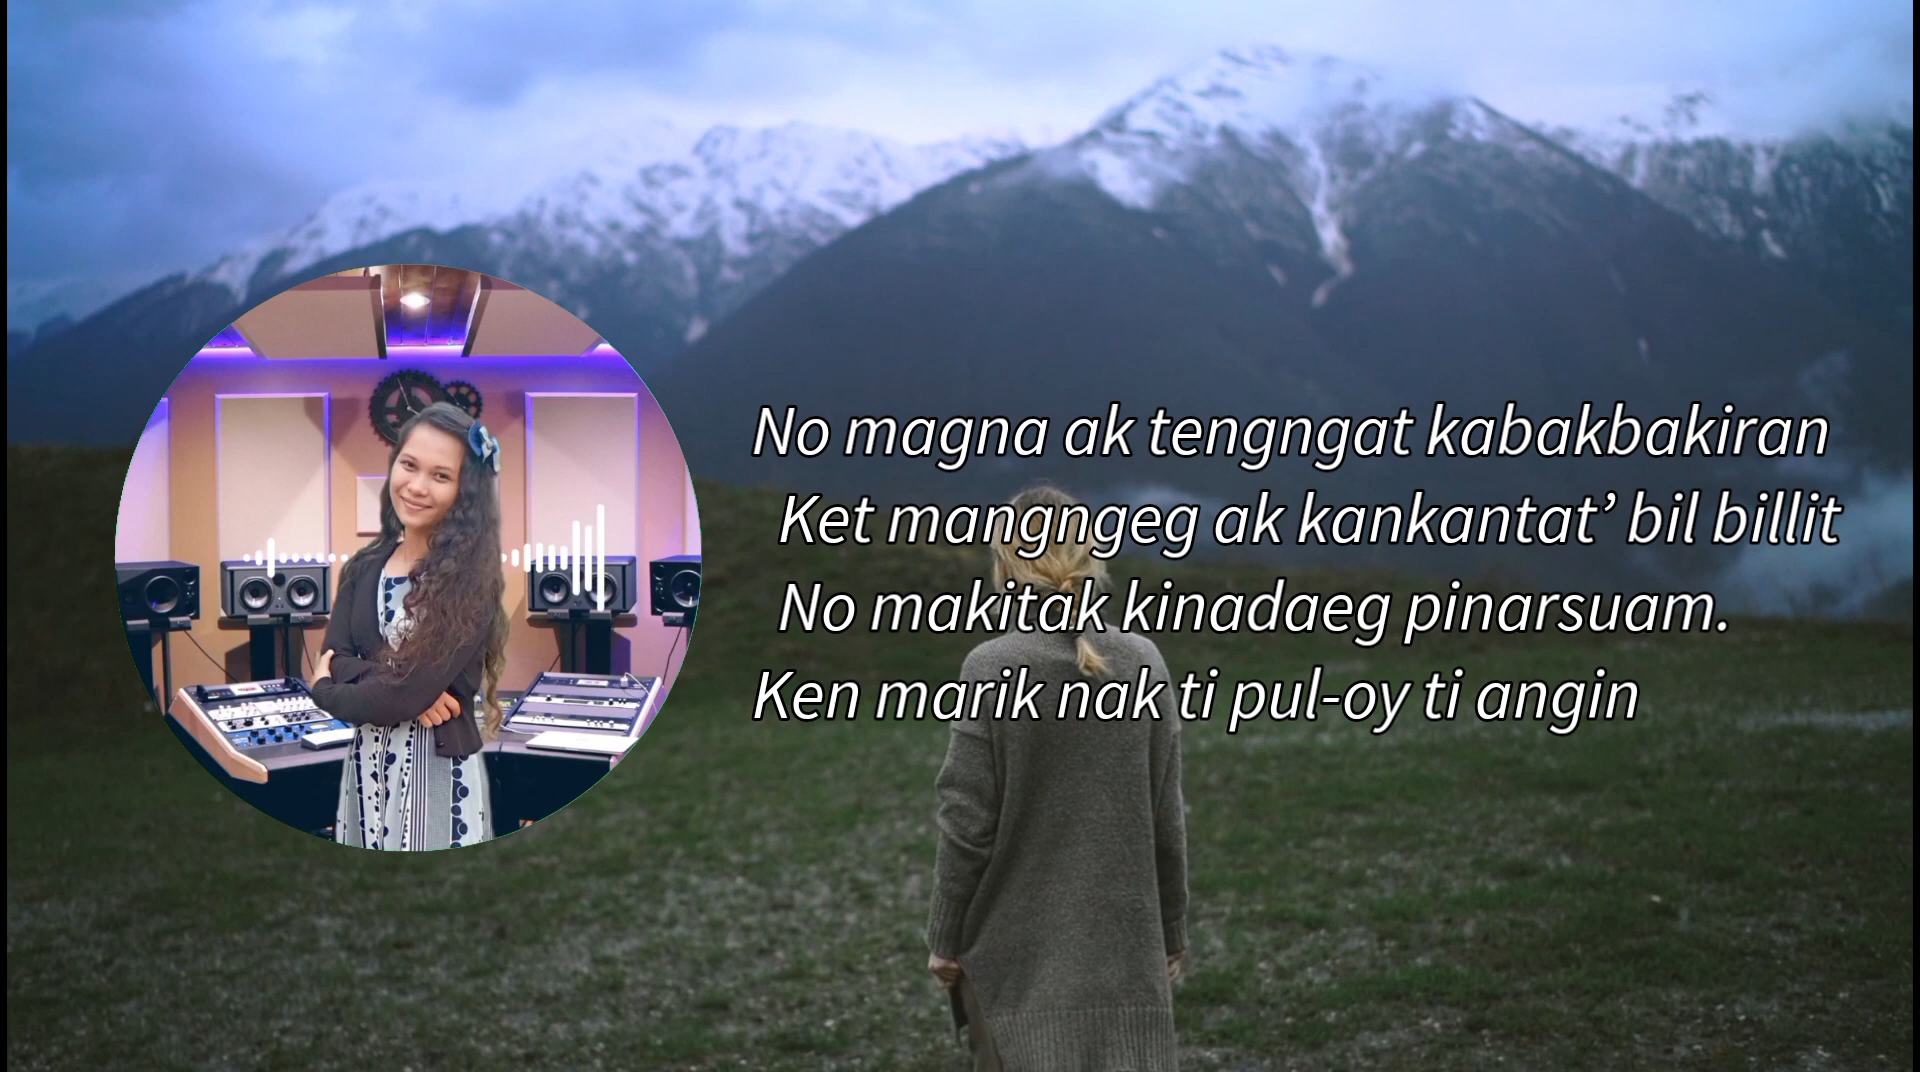 No magna ak tengngat kabakbakiran
Ket mangngeg ak kankantat’ bil billit
No makitak kinadaeg pinarsuam.
Ken marik nak ti pul-oy ti angin